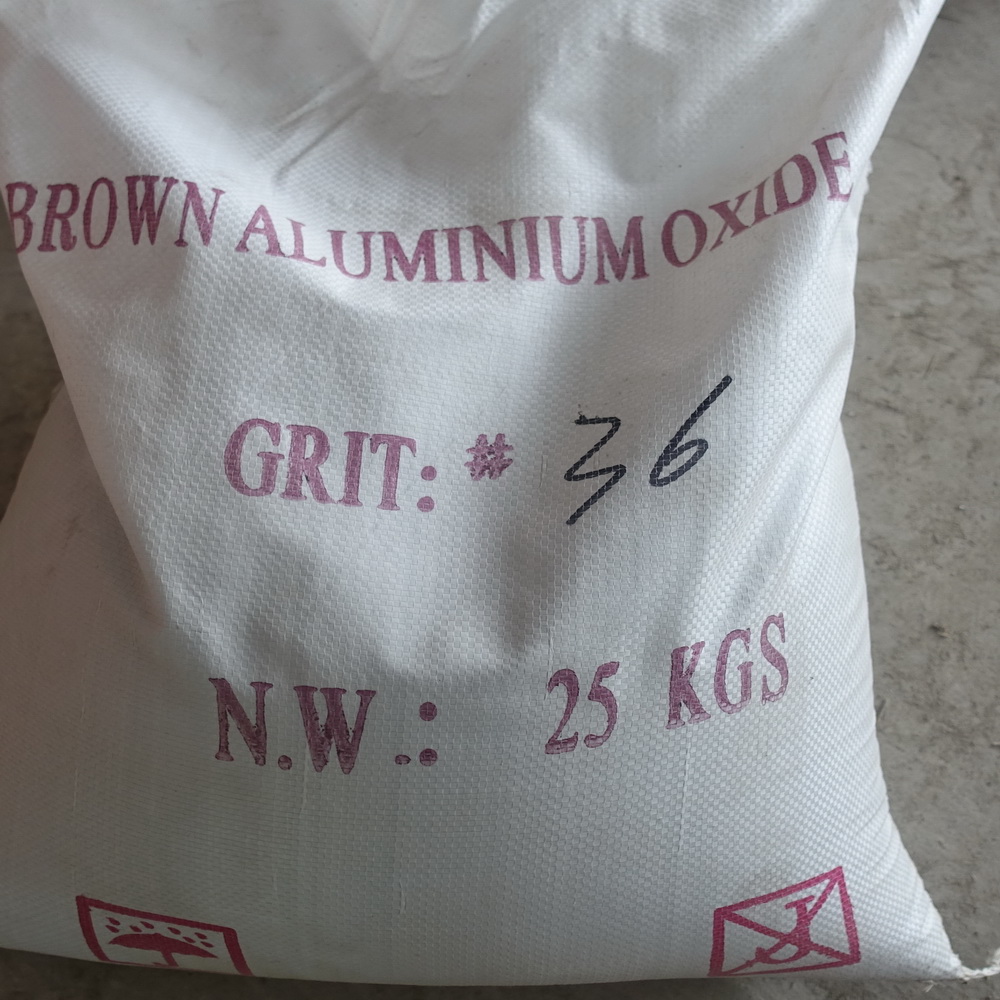 BROWN ALUMINIUM OXIDE
GRIT: # 36
N.W.: 25 KGS